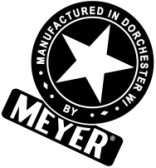 MANUFACTURED IN DORCHESTER WI
BY
MEYER